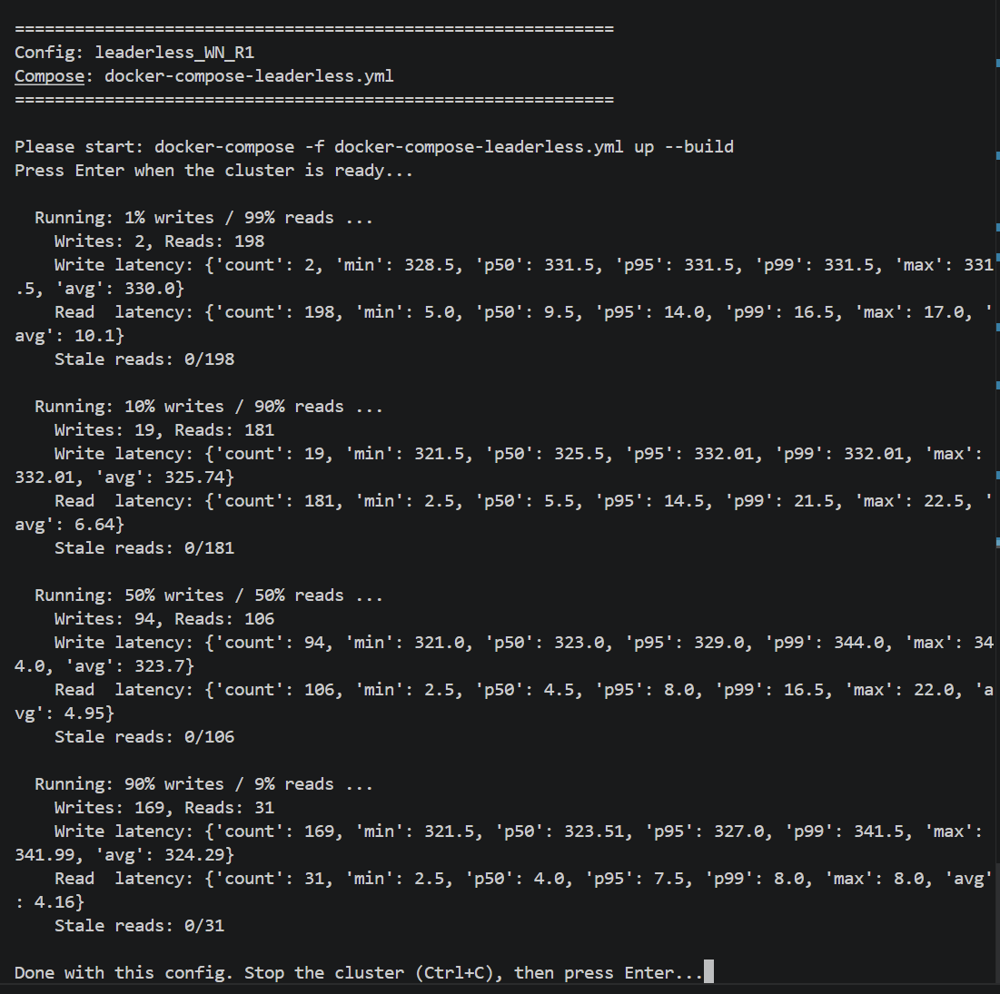 ============================================================
Config: leaderless_WN_R1
Compose: docker-compose-leaderless.yml
============================================================
Please start: docker-compose -f docker-compose-leaderless.yml up --build
Press Enter when the cluster is ready...
Running: 1% writes / 99% reads ...
Writes: 2, Reads: 198
Write latency: {'count': 2, 'min': 328.5, 'p50': 331.5, 'p95': 331.5, 'p99': 331.5, 'max': 331
.5, 'avg': 330.0}
Read  latency: {'count': 198, 'min': 5.0, 'p50': 9.5, 'p95': 14.0, 'p99': 16.5, 'max': 17.0, '
avg': 10.1}
Stale reads: 0/198
Running: 10% writes / 90% reads ...
Writes: 19, Reads: 181
Write latency: {'count': 19, 'min': 321.5, 'p50': 325.5, 'p95': 332.01, 'p99': 332.01, 'max':
332.01, 'avg': 325.74}
Read  latency: {'count': 181, 'min': 2.5, 'p50': 5.5, 'p95': 14.5, 'p99': 21.5, 'max': 22.5, '
avg': 6.64}
Stale reads: 0/181
Running: 50% writes / 50% reads ...
Writes: 94, Reads: 106
Write latency: {'count': 94, 'min': 321.0, 'p50': 323.0, 'p95': 329.0, 'p99': 344.0, 'max': 34
4.0, 'avg': 323.7}
Read  latency: {'count': 106, 'min': 2.5, 'p50': 4.5, 'p95': 8.0, 'p99': 16.5, 'max': 22.0, 'a
vg': 4.95}
Stale reads: 0/106
Running: 90% writes / 9% reads ...
Writes: 169, Reads: 31
Write latency: {'count': 169, 'min': 321.5, 'p50': 323.51, 'p95': 327.0, 'p99': 341.5, 'max':
341.99, 'avg': 324.29}
Read  latency: {'count': 31, 'min': 2.5, 'p50': 4.0, 'p95': 7.5, 'p99': 8.0, 'max': 8.0, 'avg'
: 4.16}
Stale reads: 0/31
Done with this config. Stop the cluster (Ctrl+C), then press Enter...